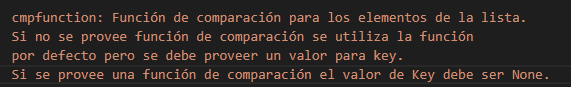 cmpfunction: Función de comparación para los elementos de la lista.
Si no se provee función de comparación se utiliza la función
por defecto pero se debe proveer un valor para key.
Si se provee una función de comparación el valor de Key debe ser None.